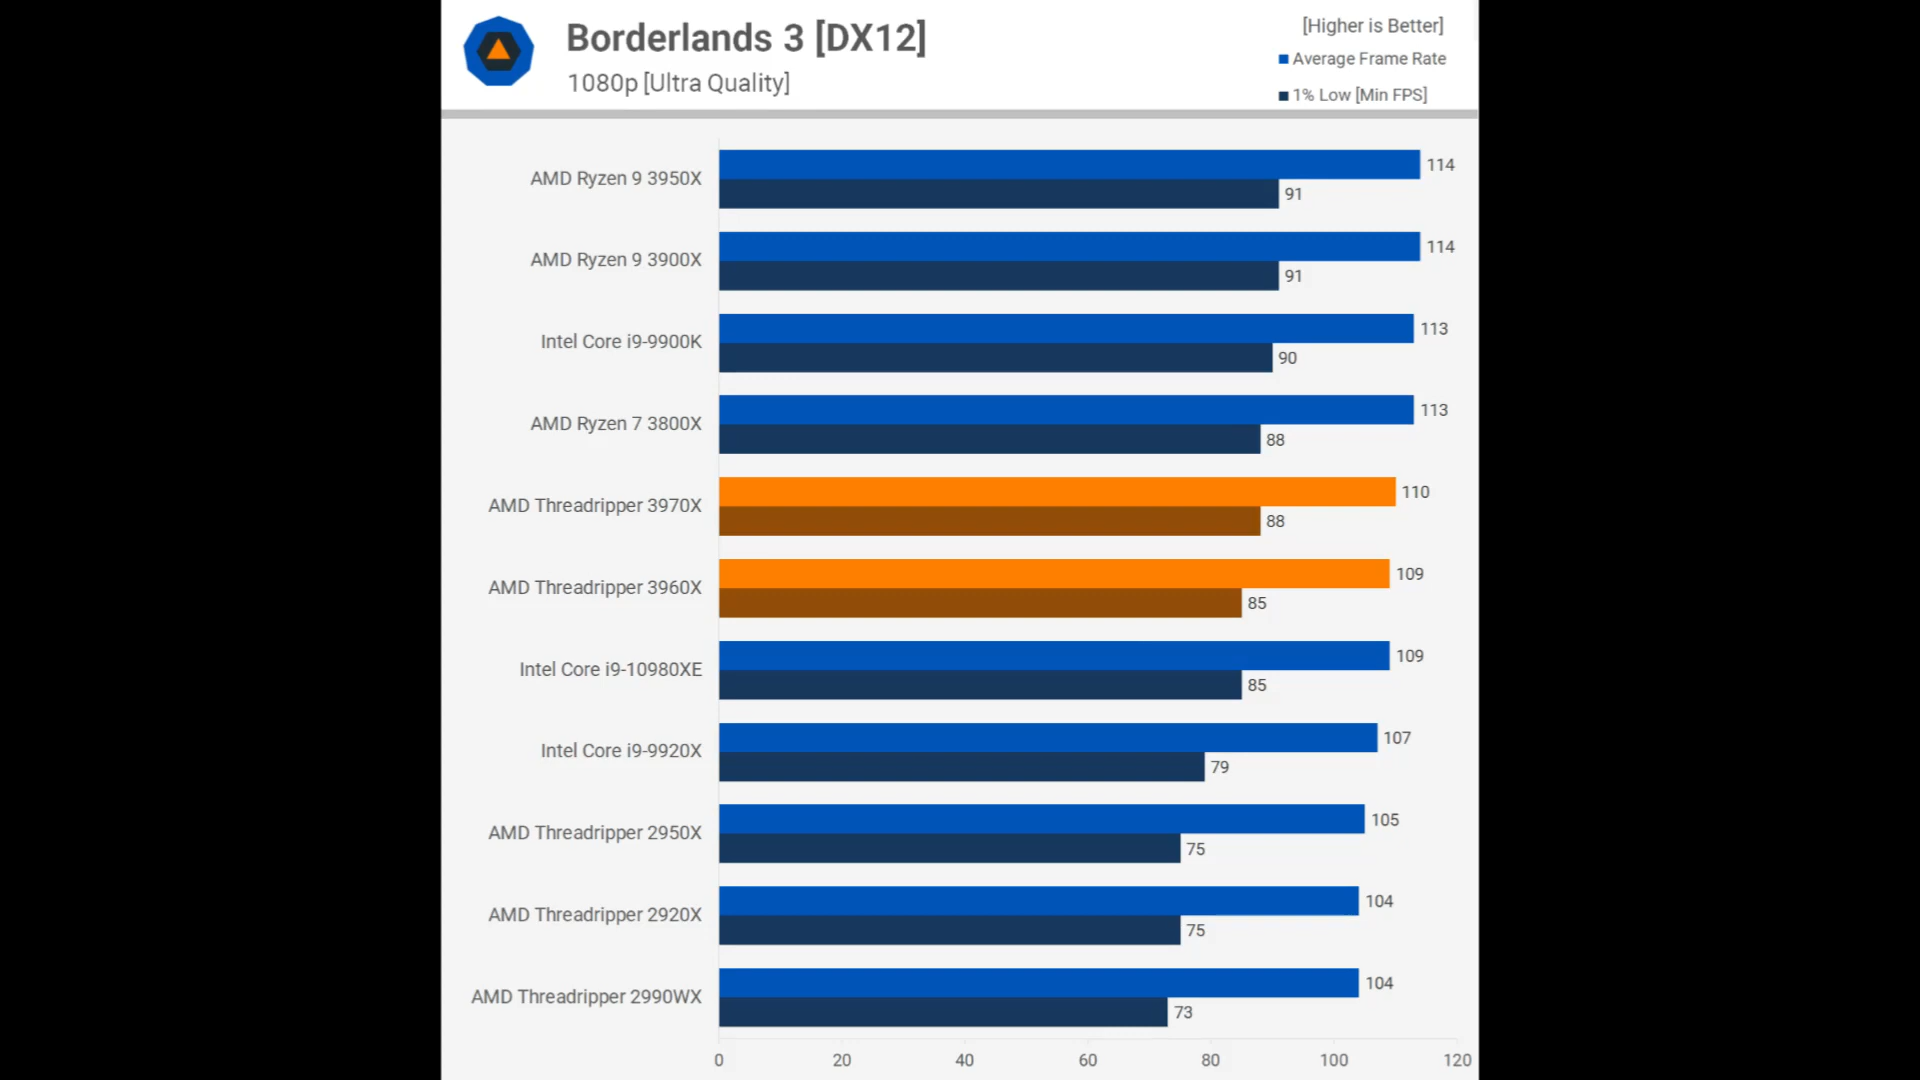 Borderlands 3 [DX12]
1080p [Ultra Quality]
[Higher is Better]
Average Frame Rate
1% Low [Min FPS]
AMD Ryzen 9 3950X
114
91
AMD Ryzen 9 3900X
114
91
Intel Core i9-9900K
113
90
AMD Ryzen 7 3800X
113
88
AMD Threadripper 3970X
110
88
AMD Threadripper 3960X
109
85
Intel Core i9-10980XE
109
85
Intel Core i9-9920X
107
79
AMD Threadripper 2950X
105
75
AMD Threadripper 2920X
104
75
AMD Threadripper 2990WX
104
73
0 20 40 60 80 100 120